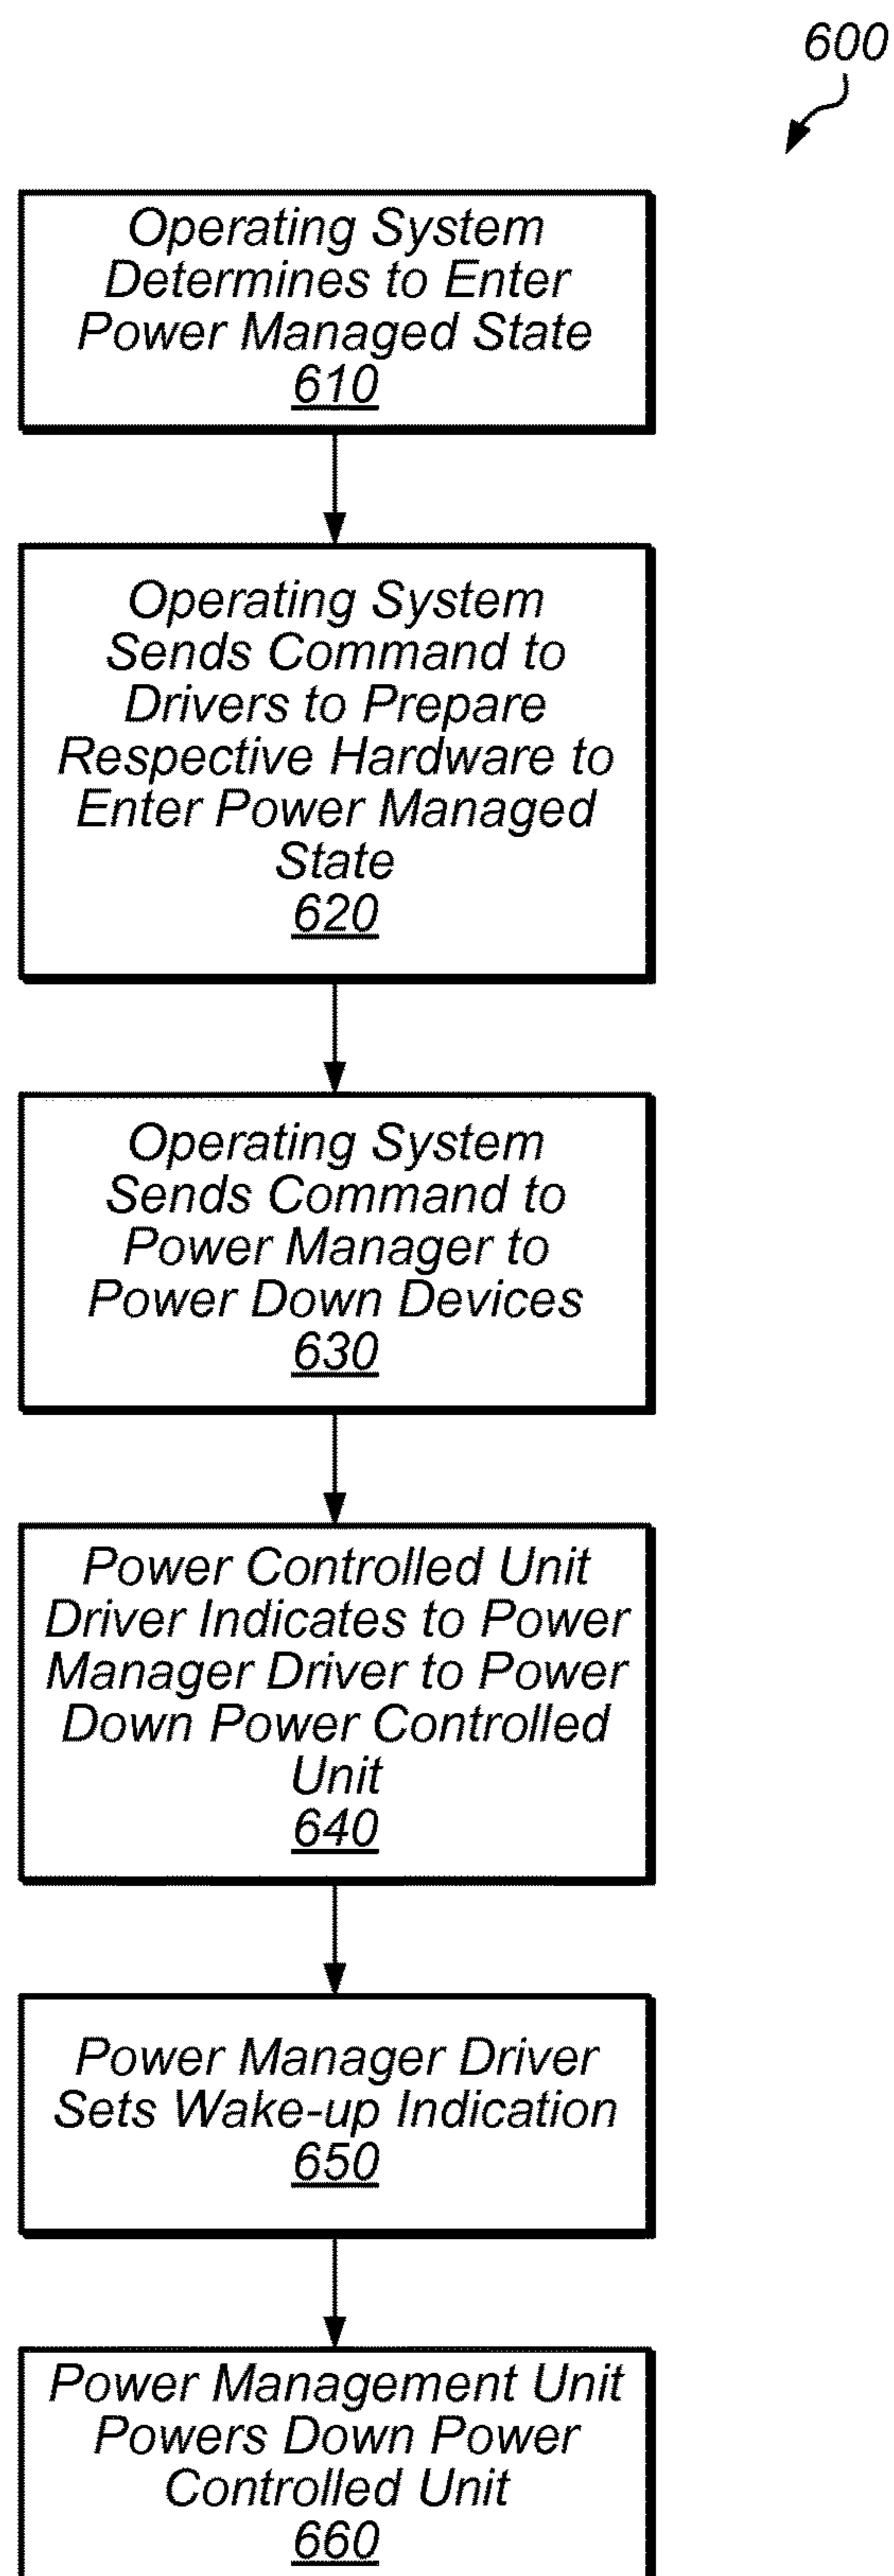 600
Operating System
Determines to Enter
Power Managed State
610
Operating System
Sends Command to
Drivers to Prepare
Respective Hardware to
Enter Power Managed
State
620
Operating System
Sends Command to
Power Manager to
Power Down Devices
630
Power Controlled Unit
Driver Indicates to Power
Manager Driver to Power
Down Power Controlled
Unit
640
Power Manager Driver
Sets Wake-up Indication
650
Power Management Unit
Powers Down Power
Controlled Unit
660